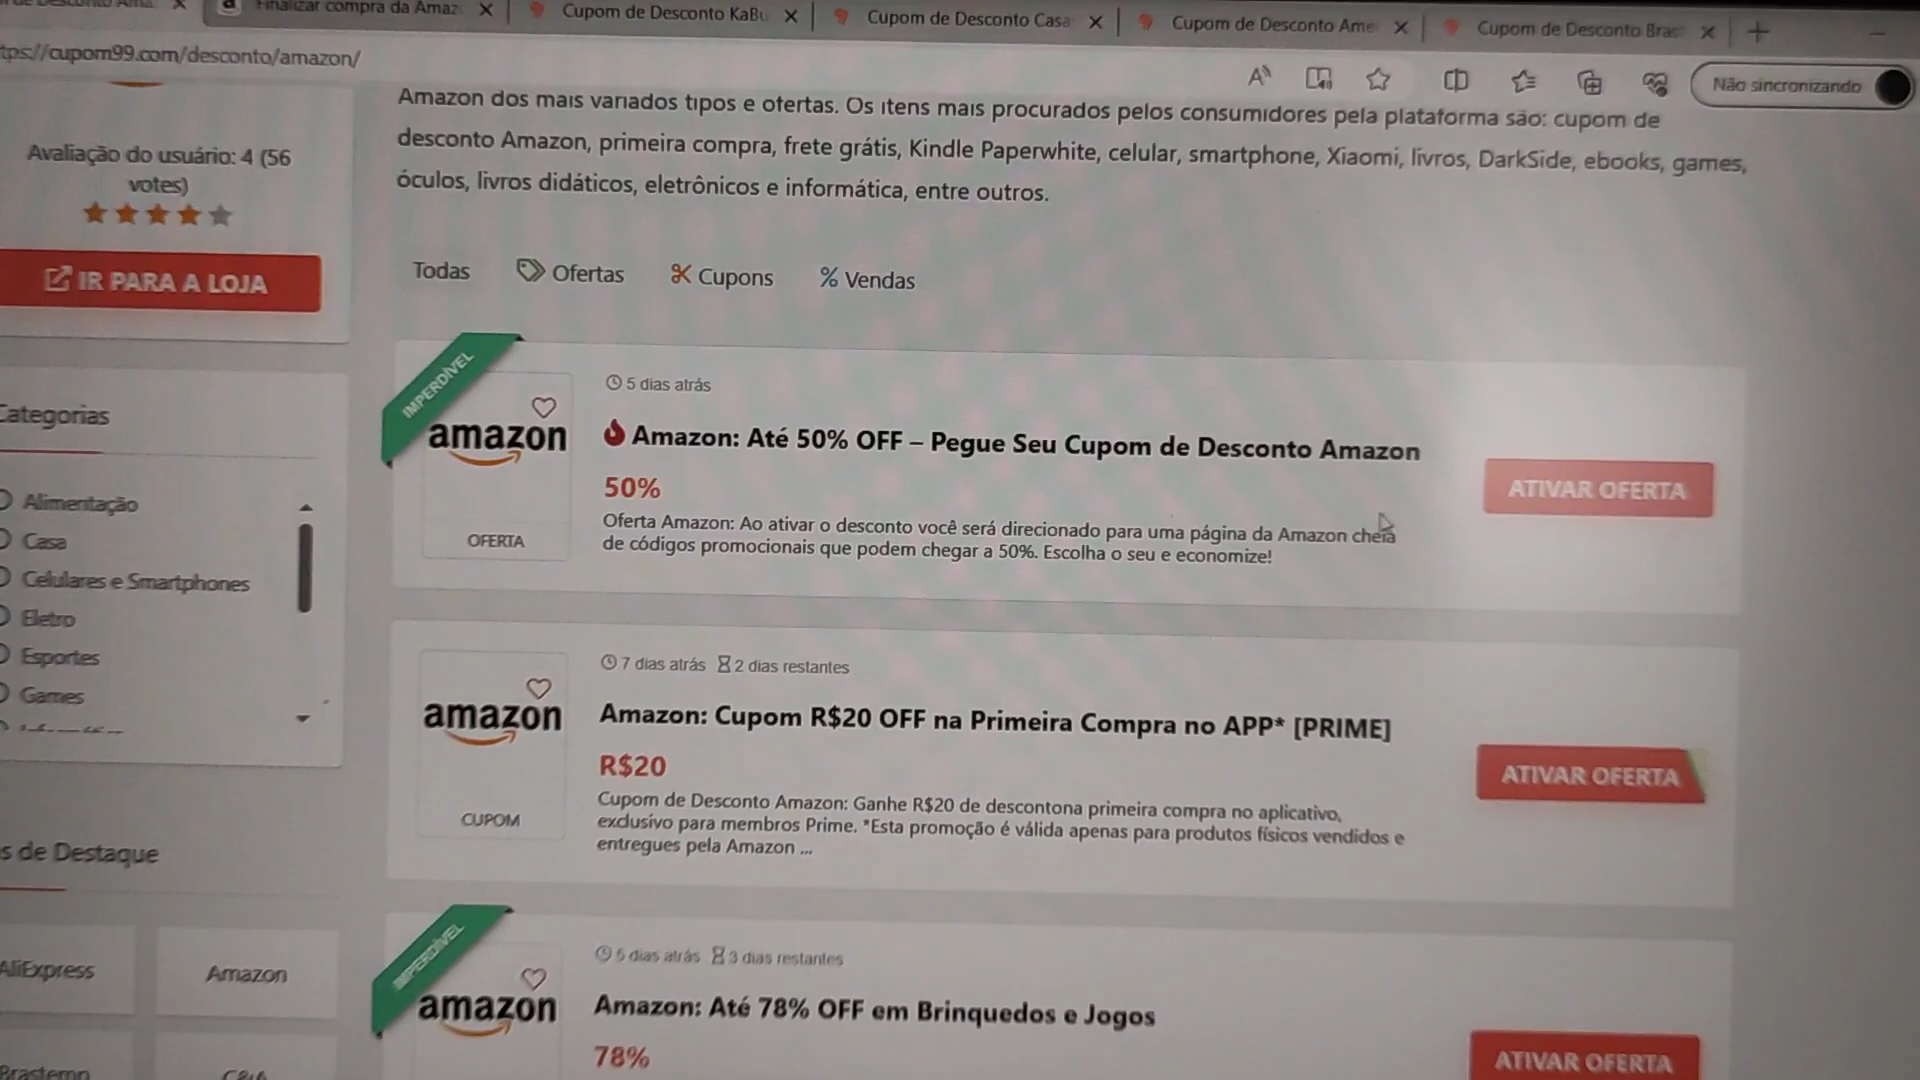 Finalizar compra da Amaz
Cupom de Desconto KaBu
Cupom de Desconto Casa
Cupom de Desconto Ame
Cupom de Desconto Bras
tps://cupom99.com/desconto/amazon/
Não sincronizando
Amazon dos mais variados tipos e ofertas. Os itens mais procurados pelos consumidores pela plataforma são: cupom de
desconto Amazon, primeira compra, frete grátis, Kindle Paperwhite, celular, smartphone, Xiaomi, livros, DarkSide, ebooks, games,
óculos, livros didáticos, eletrônicos e informática, entre outros.
Avaliação do usuário: 4 (56
votos)
IR PARA A LOJA
Todas
Ofertas
Cupons
% Vendas
Categorias
Alimentação
Casa
Celulares e Smartphones
Eletro
Esportes
Games
s de Destaque
AliExpress
Amazon
Brastemp
C&A
IMPERDÍVEL
amazon
OFERTA
5 dias atrás
Amazon: Até 50% OFF – Pegue Seu Cupom de Desconto Amazon
50%
Oferta Amazon: Ao ativar o desconto você será direcionado para uma página da Amazon cheia
de códigos promocionais que podem chegar a 50%. Escolha o seu e economize!
ATIVAR OFERTA
amazon
CUPOM
7 dias atrás 2 dias restantes
Amazon: Cupom R$20 OFF na Primeira Compra no APP* [PRIME]
R$20
Cupom de Desconto Amazon: Ganhe R$20 de descontona primeira compra no aplicativo,
exclusivo para membros Prime. *Esta promoção é válida apenas para produtos físicos vendidos e
entregues pela Amazon ...
ATIVAR OFERTA
IMPERDÍVEL
amazon
5 dias atrás 3 dias restantes
Amazon: Até 78% OFF em Brinquedos e Jogos
78%
ATIVAR OFERTA